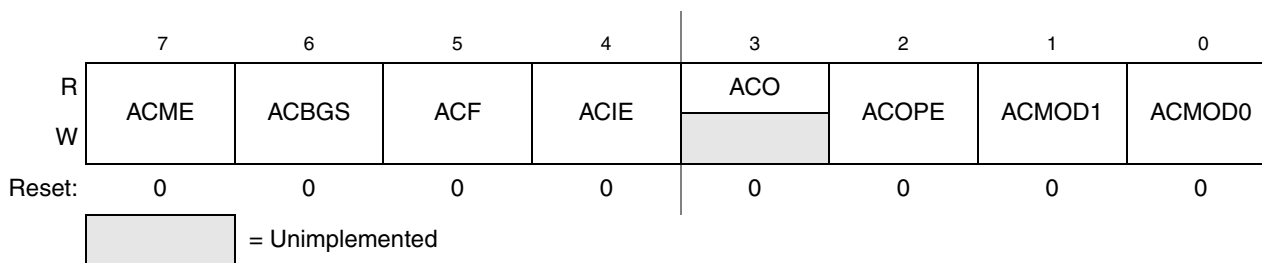 7 6 5 4 3 2 1 0
R ACME ACBGS ACF ACIE ACO ACOPE ACMOD1 ACMOD0
W
Reset: 0 0 0 0 0 0 0 0
= Unimplemented